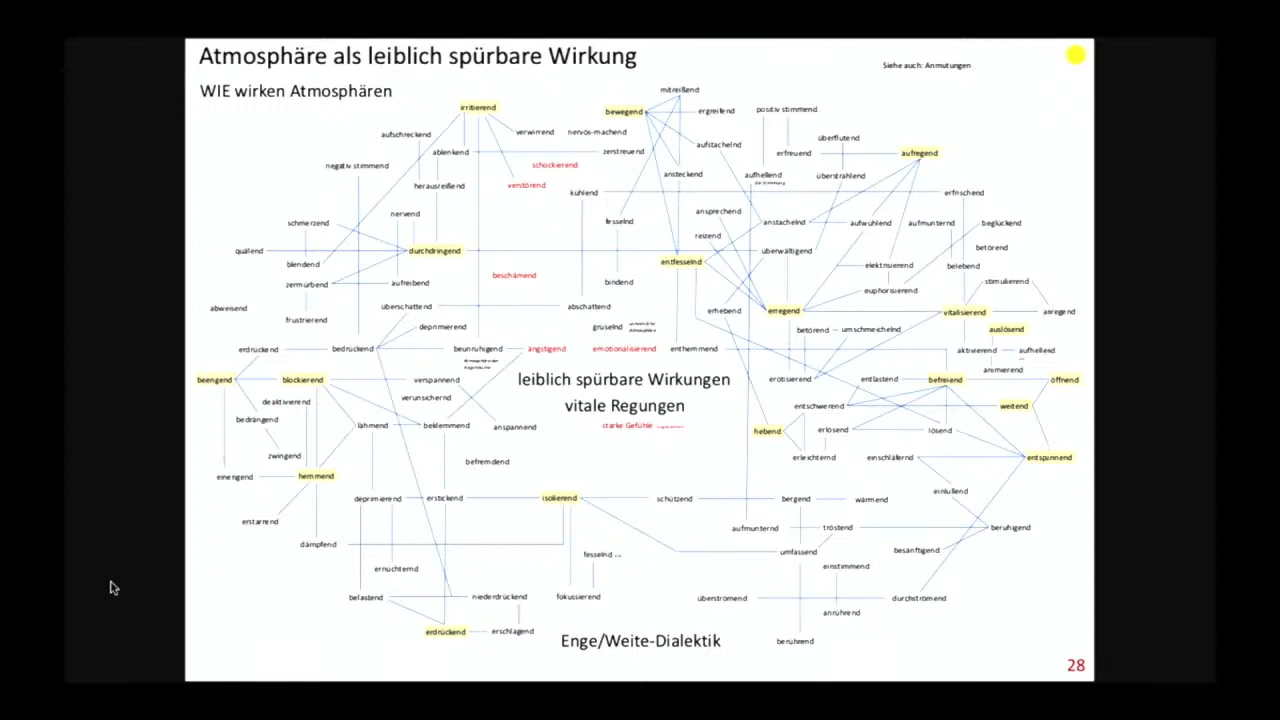 Atmosphäre als leiblich spürbare Wirkung
Siehe auch: Anmutungen
WIE wirken Atmosphären
mitreißend
irritierend
bewegend
ergreifend
positiv stimmend
aufschreckend
verwirrend
nervös-machend
überflutend
ablenkend
zerstreuend
aufstachelnd
erfreuend
aufregend
negativ stimmend
schockierend
ansteckend
aufhellend
überstrahlend
herausreißend
verstörend
kühlend
erfrischend
nervend
ansprechend
schmerzend
fesselnd
anstachelnd
aufwühlend
aufmunternd
beglückend
reizend
quälend
durchdringend
überwältigend
betörend
blendend
entfesselnd
elektrisierend
belebend
beschämend
zermürbend
aufreibend
bindend
euphorisierend
stimulierend
abweisend
überschattend
abschattend
erhebend
erregend
vitalisierend
anregend
frustrierend
deprimierend
gruselnd
betörend
umschmeichelnd
auslösend
erdrückend
bedrückend
beunruhigend
ängstigend
emotionalisierend
enthemmend
aktivierend
aufhellend
animierend
beengend
blockierend
verspannend
leiblich spürbare Wirkungen
erotisierend
entlastend
befreiend
öffnend
deaktivierend
verunsichernd
vitale Regungen
entschwerend
weitend
bedrängend
lähmend
beklemmend
anspannend
starke Gefühle
hebend
erlösend
lösend
zwingend
befremdend
erleichternd
einschläfernd
entspannend
einengend
hemmend
deprimierend
erstickend
isolierend
schützend
bergend
wärmend
einlullend
erstarrend
aufmunternd
tröstend
beruhigend
dämpfend
fesselnd
umfassend
besänftigend
ernüchternd
einstimmend
belastend
niederdrückend
fokussierend
überströmend
durchströmend
anrührend
erdrückend
erschlagend
Enge/Weite-Dialektik
berührend
28